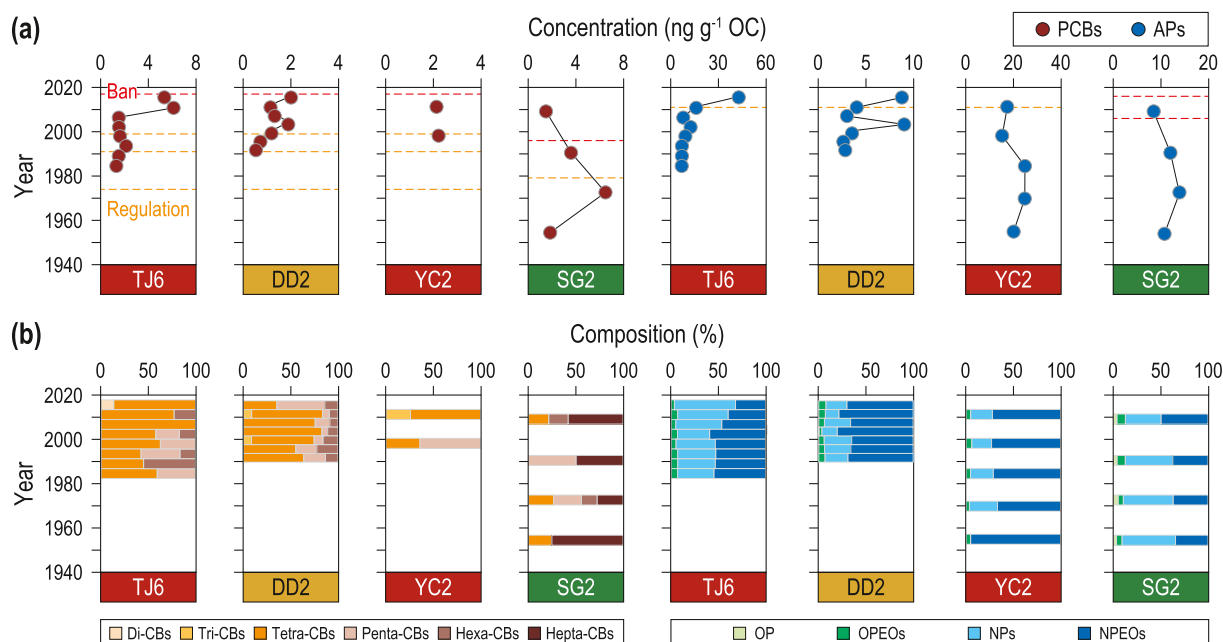 (a)
Concentration (ng g⁻¹ OC)
PCBs APs
0 4 8 0 2 4 0 2 4 0 4 8 0 30 60 0 5 10 0 20 40 0 10 20
2020
2000
1980
1960
1940
Year
Ban
Regulation
TJ6 DD2 YC2 SG2 TJ6 DD2 YC2 SG2
(b)
Composition (%)
0 50 100 0 50 100 0 50 100 0 50 100 0 50 100 0 50 100 0 50 100 0 50 100
2020
2000
1980
1960
1940
Year
TJ6 DD2 YC2 SG2 TJ6 DD2 YC2 SG2
Di-CBs Tri-CBs Tetra-CBs Penta-CBs Hexa-CBs Hepta-CBs OP OPEOs NPs NPEOs